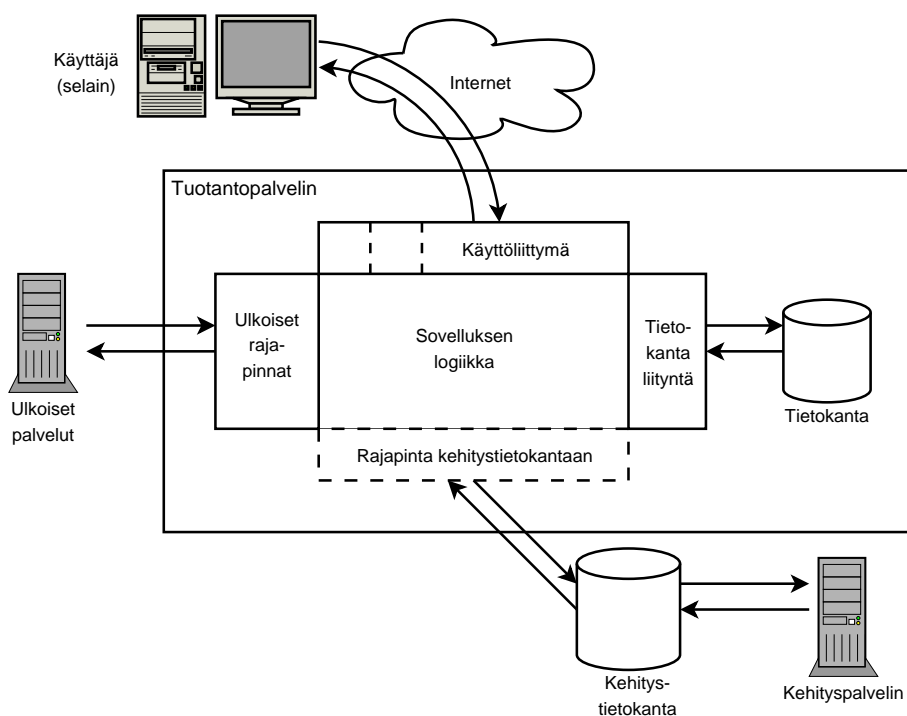 Käyttäjä
(selain)
Internet
Tuotantopalvelin
Käyttöliittymä
Ulkoiset
raja-
pinnat
Sovelluksen
logiikka
Tieto-
kanta
liityntä
Ulkoiset
palvelut
Tietokanta
Rajapinta kehitystietokantaan
Kehitys-
tietokanta
Kehityspalvelin